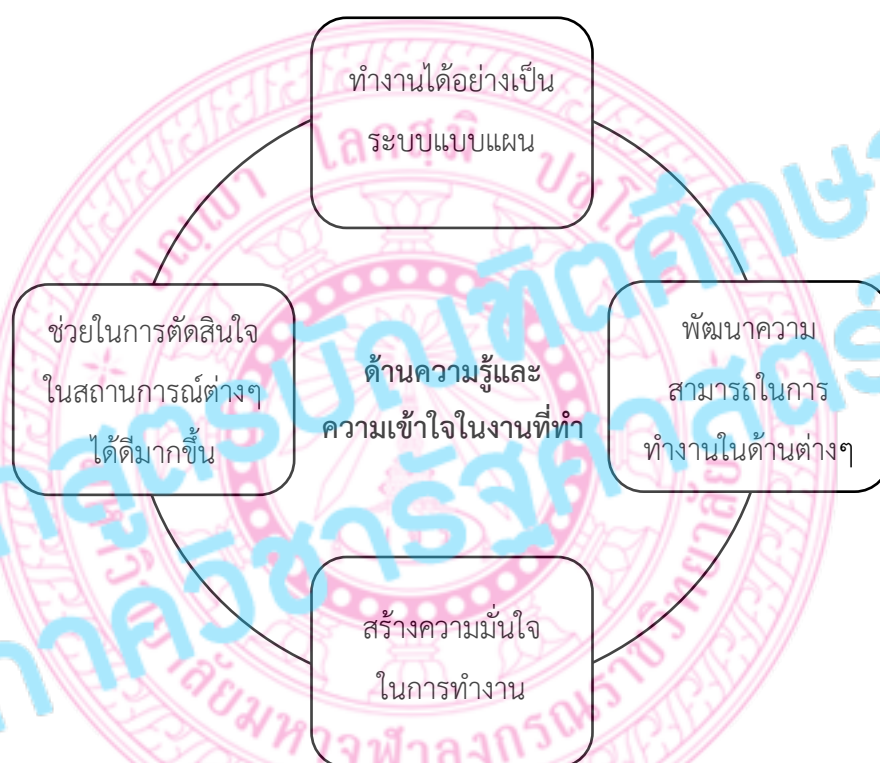 ทำงานได้อย่างเป็น
ระบบแบบแผน
ช่วยในการตัดสินใจ
ในสถานการณ์ต่างๆ
ได้ดีมากขึ้น
ด้านความรู้และ
ความเข้าใจในงานที่ทำ
พัฒนาความ
สามารถในการ
ทำงานในด้านต่างๆ
สร้างความมั่นใจ
ในการทำงาน